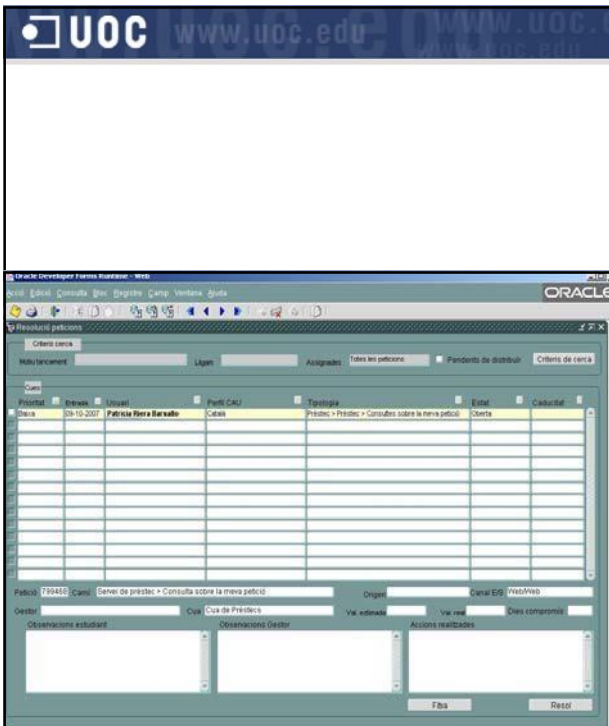 UOC www.uoc.edu
Oracle Developer Forms Runtime - Web
Acció Edició Consulta Bloc Registre Camp Ventana Ajuda
ORACLE
Resolució peticions
Criteris cerca
Motiu tancament Lligam Assignades Totes les peticions Pendents de distribuir Criteris de cerca
Cues
Prioritat Entrada Usuari Perfil CAU Tipologia Estat Caducitat
Baixa 09-10-2007 Patricia Riera Barsallo Català Préstec > Préstec > Consultes sobre la meva petició Oberta
Petició 799468 Camí Servei de préstec > Consulta sobre la meva petició Origen Canal E/S Web/Web
Gestor Cua Cua de Préstecs Val. estimada Val. real Dies compromís
Observacions estudiant Observacions Gestor Accions realitzades
Fitxa Resol